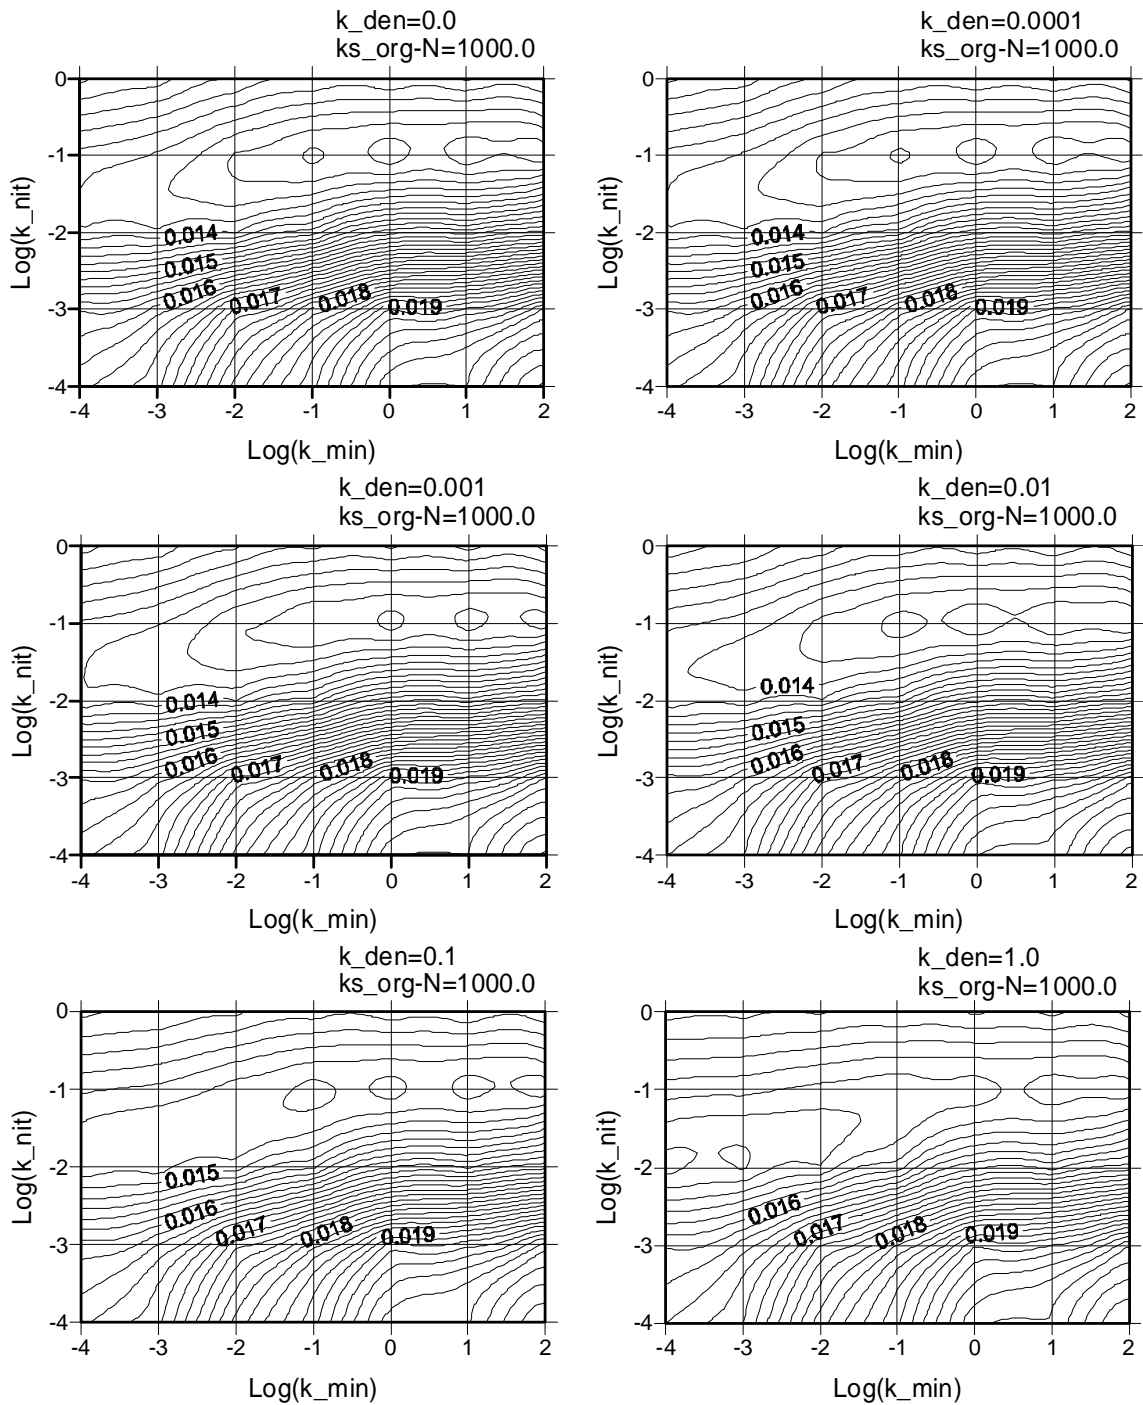 k_den=0.0
ks_org-N=1000.0
0
-1
-2
-3
-4
Log(k_nit)
0.014
0.015
0.016
0.017
0.018
0.019
-4 -3 -2 -1 0 1 2
Log(k_min)
k_den=0.0001
ks_org-N=1000.0
0
-1
-2
-3
-4
Log(k_nit)
0.014
0.015
0.016
0.017
0.018
0.019
-4 -3 -2 -1 0 1 2
Log(k_min)
k_den=0.001
ks_org-N=1000.0
0
-1
-2
-3
-4
Log(k_nit)
0.014
0.015
0.016
0.017
0.018
0.019
-4 -3 -2 -1 0 1 2
Log(k_min)
k_den=0.01
ks_org-N=1000.0
0
-1
-2
-3
-4
Log(k_nit)
0.014
0.015
0.016
0.017
0.018
0.019
-4 -3 -2 -1 0 1 2
Log(k_min)
k_den=0.1
ks_org-N=1000.0
0
-1
-2
-3
-4
Log(k_nit)
0.015
0.016
0.017
0.018
0.019
-4 -3 -2 -1 0 1 2
Log(k_min)
k_den=1.0
ks_org-N=1000.0
0
-1
-2
-3
-4
Log(k_nit)
0.016
0.017
0.018
0.019
-4 -3 -2 -1 0 1 2
Log(k_min)